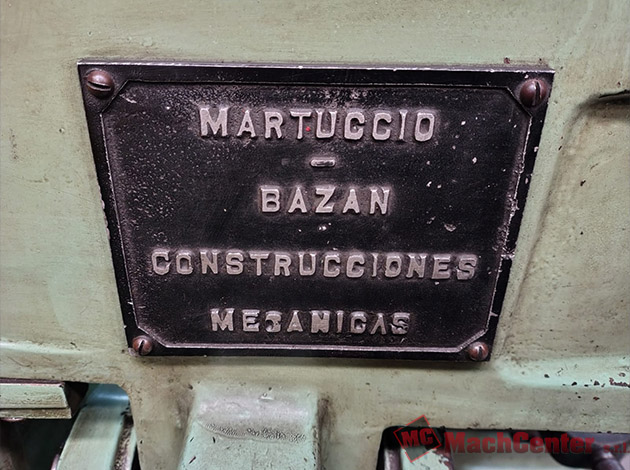 MARTUCCIO
-
BAZAN
CONSTRUCCIONES
MECANICAS
MC MachCenter